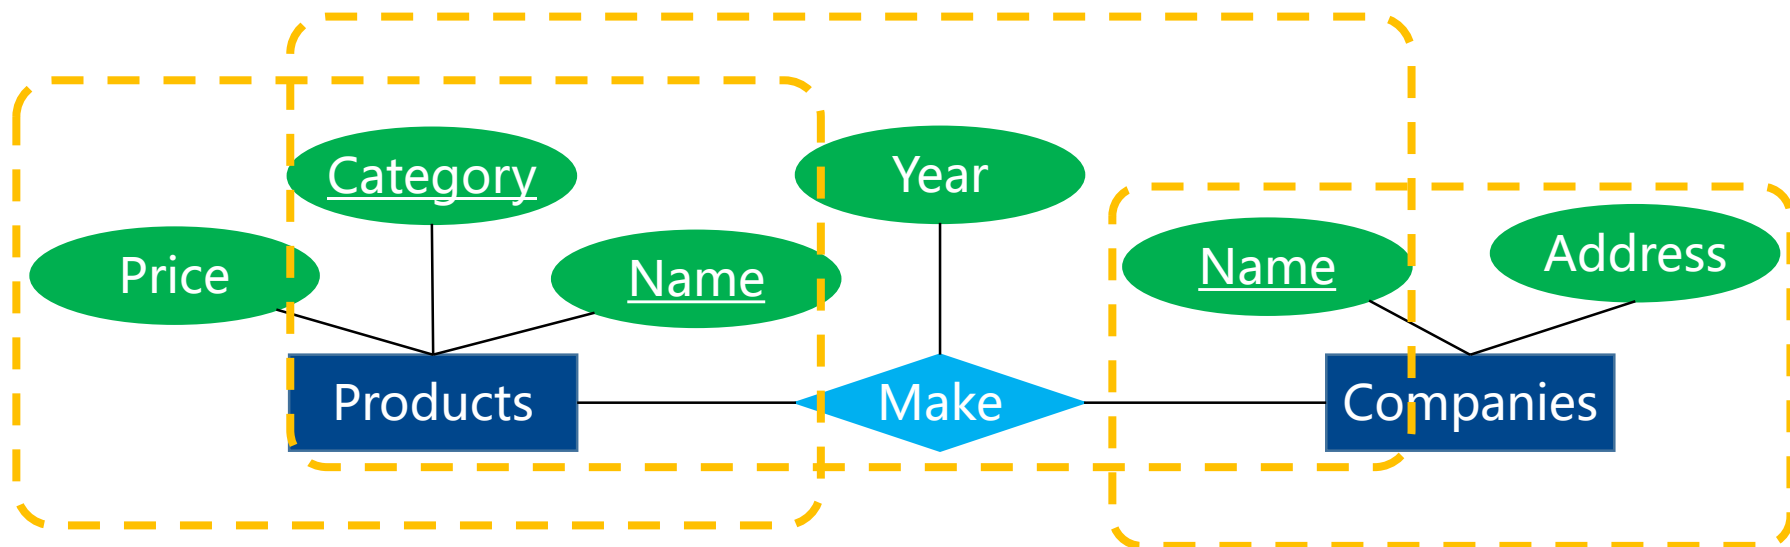 Category
Year
Price
Name
Name
Address
Products
Make
Companies